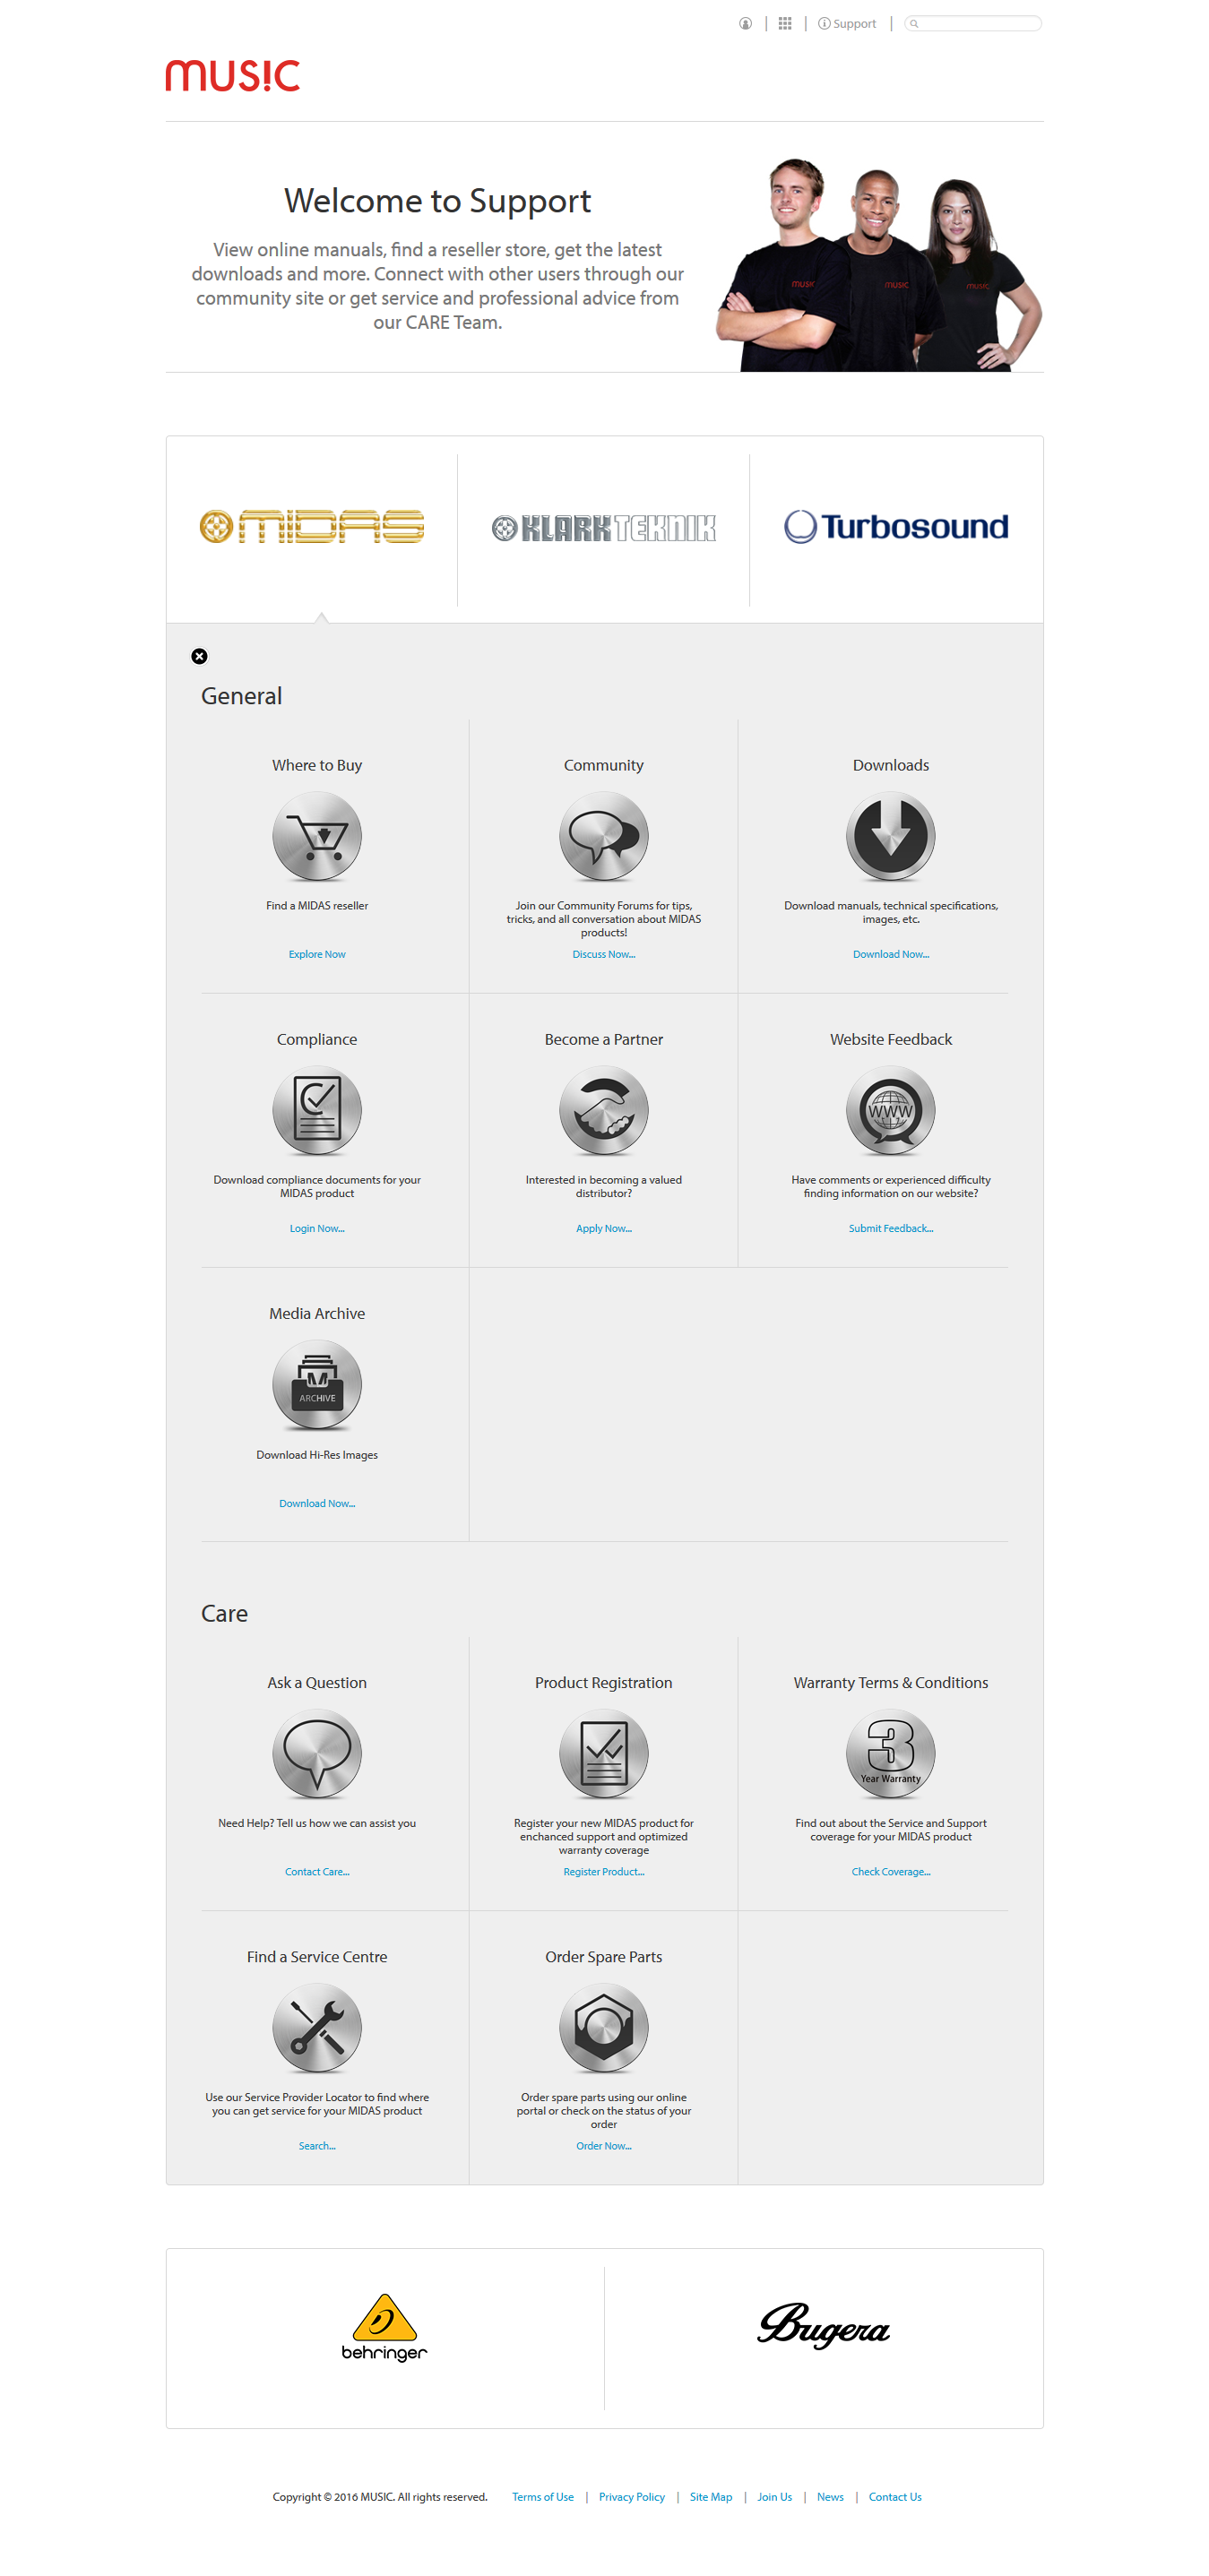 Support
MUS!C
Welcome to Support
View online manuals, find a reseller store, get the latest
downloads and more. Connect with other users through our
community site or get service and professional advice from
our CARE Team.
mus!c mus!c mus!c
MIDAS KLARK TEKNIK Turbosound
General
Where to Buy Community Downloads
Find a MIDAS reseller
Explore Now
Join our Community Forums for tips,
tricks, and all conversation about MIDAS
products!
Discuss Now...
Download manuals, technical specifications,
images, etc.
Download Now...
Compliance Become a Partner Website Feedback
C
WWW
Download compliance documents for your
MIDAS product
Login Now...
Interested in becoming a valued
distributor?
Apply Now...
Have comments or experienced difficulty
finding information on our website?
Submit Feedback...
Media Archive
ARCHIVE
Download Hi-Res Images
Download Now...
Care
Ask a Question Product Registration Warranty Terms & Conditions
3
Year Warranty
Need Help? Tell us how we can assist you
Contact Care...
Register your new MIDAS product for
enchanced support and optimized
warranty coverage
Register Product...
Find out about the Service and Support
coverage for your MIDAS product
Check Coverage...
Find a Service Centre Order Spare Parts
Use our Service Provider Locator to find where
you can get service for your MIDAS product
Search...
Order spare parts using our online
portal or check on the status of your
order
Order Now...
behringer Bugera
Copyright © 2016 MUSIC. All rights reserved. Terms of Use | Privacy Policy | Site Map | Join Us | News | Contact Us